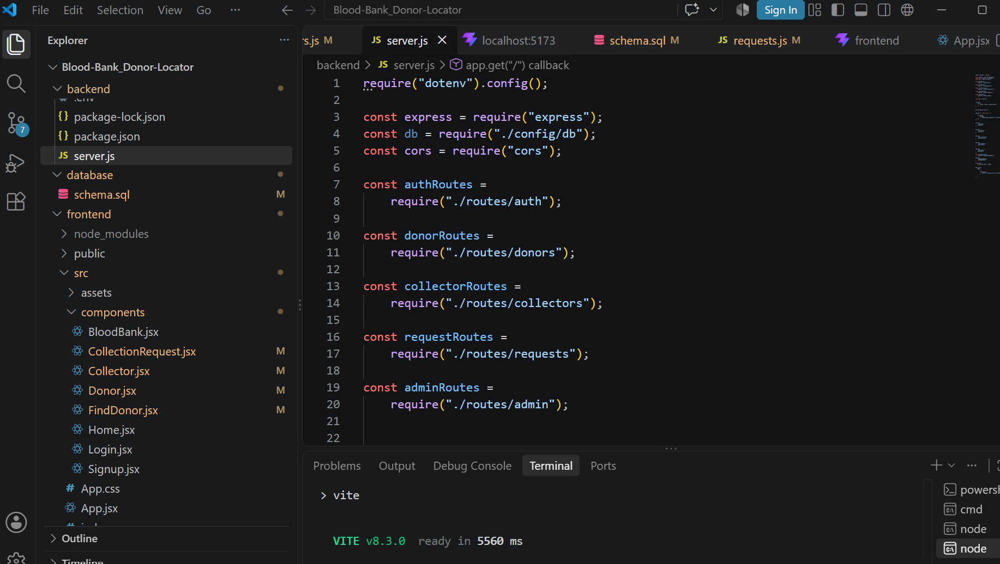 File Edit Selection View Go ···
Blood-Bank_Donor-Locator
Sign In
Explorer ···
Blood-Bank_Donor-Locator
backend
.env
{} package-lock.json
{} package.json
JS server.js
database
schema.sql M
frontend
node_modules
public
src
assets
components
BloodBank.jsx
CollectionRequest.jsx M
Collector.jsx M
Donor.jsx M
FindDonor.jsx M
Home.jsx
Login.jsx
Signup.jsx
# App.css
App.jsx
Outline
Timeline
7
rs.js M
JS server.js
localhost:5173
schema.sql M
JS requests.js M
frontend
App.jsx
backend > JS server.js > app.get("/") callback
1 require("dotenv").config();
2
3 const express = require("express");
4 const db = require("./config/db");
5 const cors = require("cors");
6
7 const authRoutes =
8 require("./routes/auth");
9
10 const donorRoutes =
11 require("./routes/donors");
12
13 const collectorRoutes =
14 require("./routes/collectors");
15
16 const requestRoutes =
17 require("./routes/requests");
18
19 const adminRoutes =
20 require("./routes/admin");
21
22
Problems Output Debug Console Terminal Ports
> vite
VITE v8.3.0 ready in 5560 ms
powersh
cmd
node
node